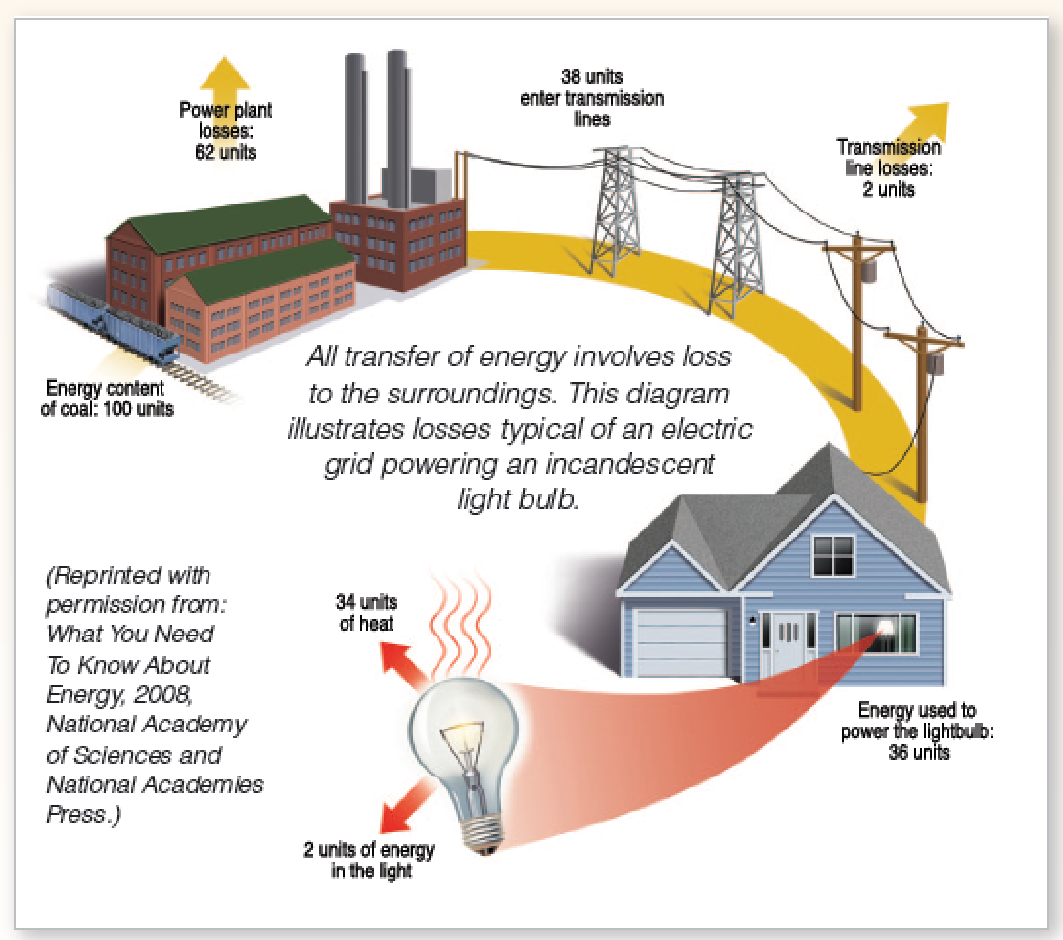 Power plant
losses:
62 units
38 units
enter transmission
lines
Transmission
line losses:
2 units
Energy content
of coal: 100 units
All transfer of energy involves loss
to the surroundings. This diagram
illustrates losses typical of an electric
grid powering an incandescent
light bulb.
(Reprinted with
permission from:
What You Need
To Know About
Energy, 2008,
National Academy
of Sciences and
National Academies
Press.)
34 units
of heat
Energy used to
power the lightbulb:
36 units
2 units of energy
in the light